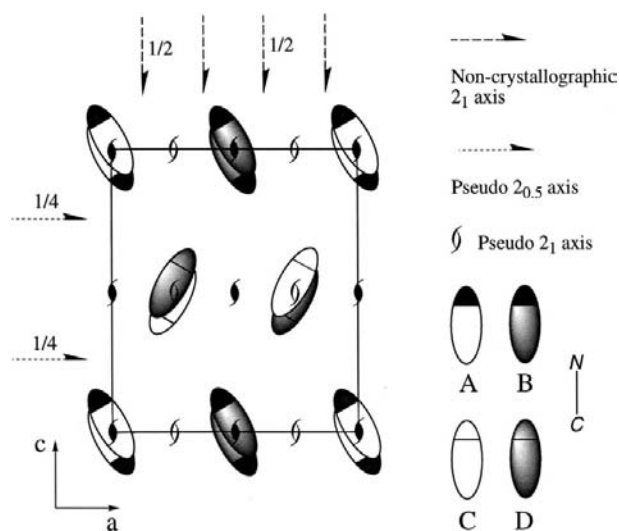 1/2
1/2
1/4
1/4
c
a
Non-crystallographic
2₁ axis
Pseudo 2₀.₅ axis
Pseudo 2₁ axis
A B
N
C
C D